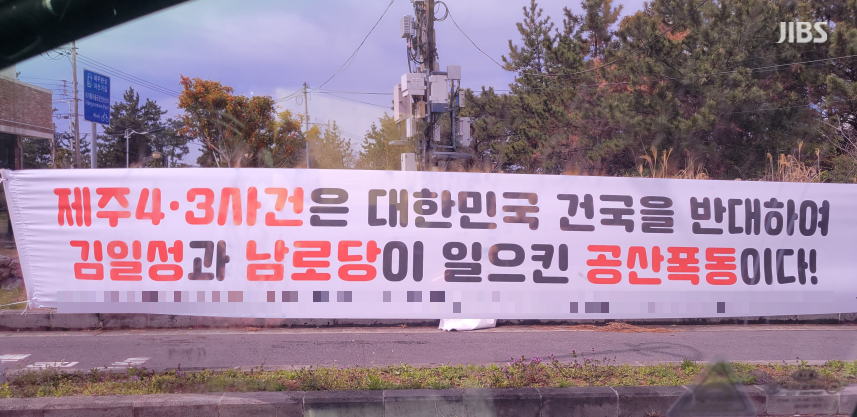 JIBS
제주4·3사건은 대한민국 건국을 반대하여
김일성과 남로당이 일으킨 공산폭동이다!